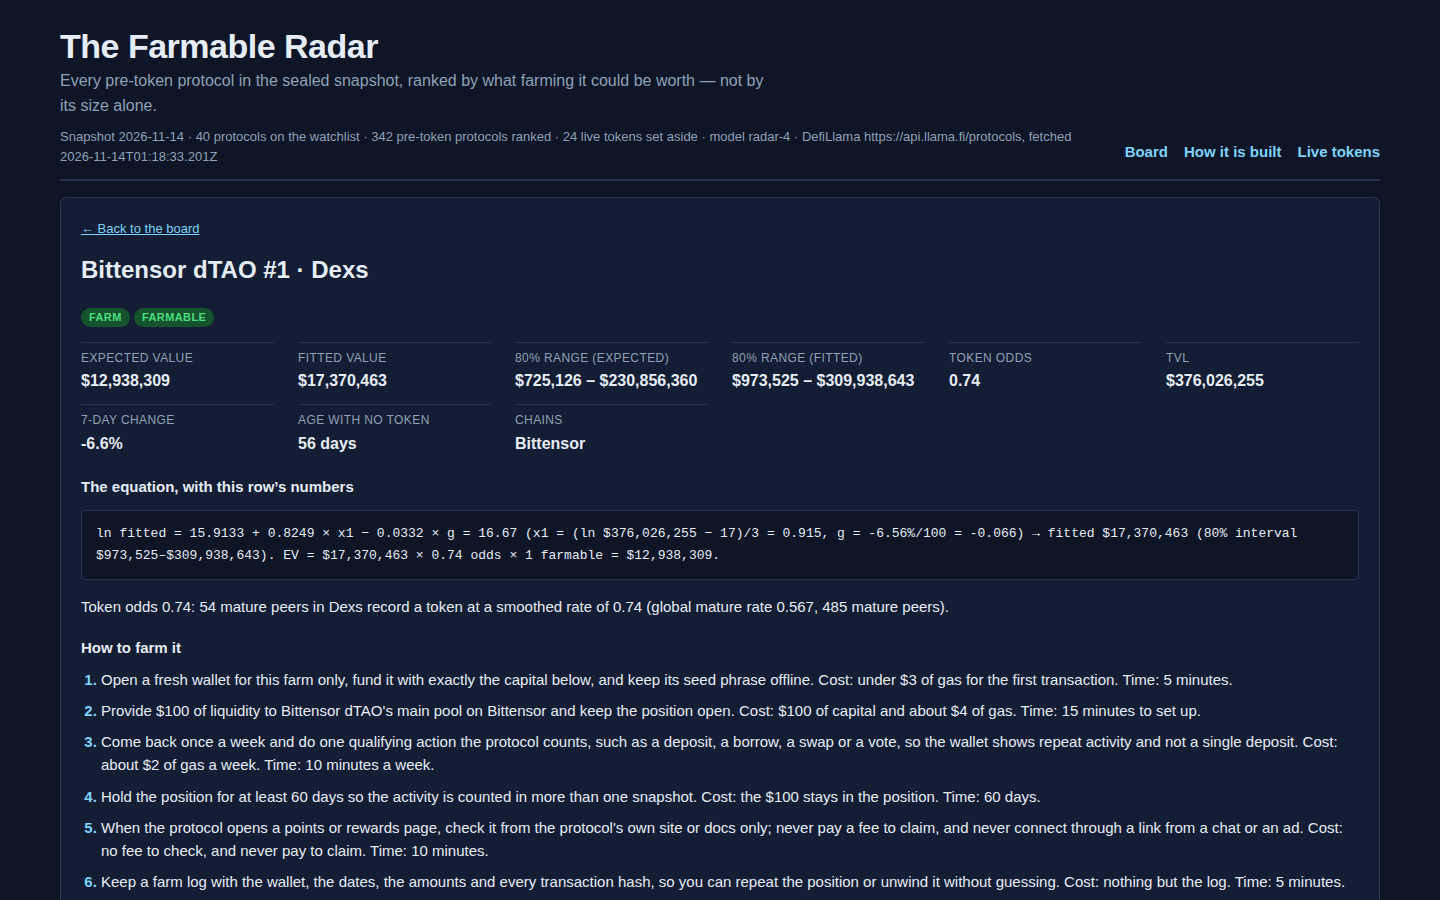 The Farmable Radar
Every pre-token protocol in the sealed snapshot, ranked by what farming it could be worth — not by
its size alone.
Snapshot 2026-11-14 · 40 protocols on the watchlist · 342 pre-token protocols ranked · 24 live tokens set aside · model radar-4 · DefiLlama https://api.llama.fi/protocols, fetched
2026-11-14T01:18:33.201Z
Board How it is built Live tokens
← Back to the board
Bittensor dTAO #1 · Dexs
FARM FARMABLE
EXPECTED VALUE FITTED VALUE 80% RANGE (EXPECTED) 80% RANGE (FITTED) TOKEN ODDS TVL
$12,938,309 $17,370,463 $725,126 – $230,856,360 $973,525 – $309,938,643 0.74 $376,026,255
7-DAY CHANGE AGE WITH NO TOKEN CHAINS
-6.6% 56 days Bittensor
The equation, with this row’s numbers
ln fitted = 15.9133 + 0.8249 × x1 − 0.0332 × g = 16.67 (x1 = (ln $376,026,255 − 17)/3 = 0.915, g = -6.56%/100 = -0.066) → fitted $17,370,463 (80% interval
$973,525–$309,938,643). EV = $17,370,463 × 0.74 odds × 1 farmable = $12,938,309.
Token odds 0.74: 54 mature peers in Dexs record a token at a smoothed rate of 0.74 (global mature rate 0.567, 485 mature peers).
How to farm it
1. Open a fresh wallet for this farm only, fund it with exactly the capital below, and keep its seed phrase offline. Cost: under $3 of gas for the first transaction. Time: 5 minutes.
2. Provide $100 of liquidity to Bittensor dTAO's main pool on Bittensor and keep the position open. Cost: $100 of capital and about $4 of gas. Time: 15 minutes to set up.
3. Come back once a week and do one qualifying action the protocol counts, such as a deposit, a borrow, a swap or a vote, so the wallet shows repeat activity and not a single deposit. Cost:
about $2 of gas a week. Time: 10 minutes a week.
4. Hold the position for at least 60 days so the activity is counted in more than one snapshot. Cost: the $100 stays in the position. Time: 60 days.
5. When the protocol opens a points or rewards page, check it from the protocol's own site or docs only; never pay a fee to claim, and never connect through a link from a chat or an ad. Cost:
no fee to check, and never pay to claim. Time: 10 minutes.
6. Keep a farm log with the wallet, the dates, the amounts and every transaction hash, so you can repeat the position or unwind it without guessing. Cost: nothing but the log. Time: 5 minutes.